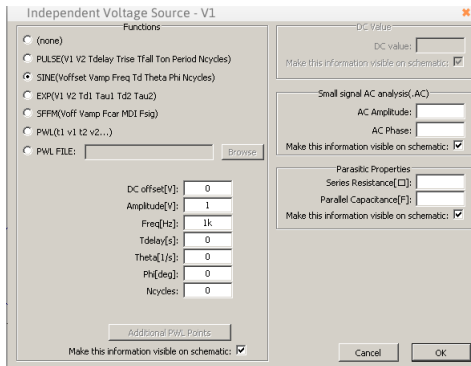 Independent Voltage Source - V1
Functions
(none)
PULSE(V1 V2 Tdelay Trise Tfall Ton Period Ncycles)
SINE(Voffset Vamp Freq Td Theta Phi Ncycles)
EXP(V1 V2 Td1 Tau1 Td2 Tau2)
SFFM(Voff Vamp Fcar MDI Fsig)
PWL(t1 v1 t2 v2...)
PWL FILE: Browse
DC offset[V]: 0
Amplitude[V]: 1
Freq[Hz]: 1k
Tdelay[s]: 0
Theta[1/s]: 0
Phi[deg]: 0
Ncycles: 0
Additional PWL Points
Make this information visible on schematic:
DC Value
DC value:
Make this information visible on schematic:
Small signal AC analysis(.AC)
AC Amplitude:
AC Phase:
Make this information visible on schematic:
Parasitic Properties
Series Resistance[□]:
Parallel Capacitance[F]:
Make this information visible on schematic:
Cancel OK